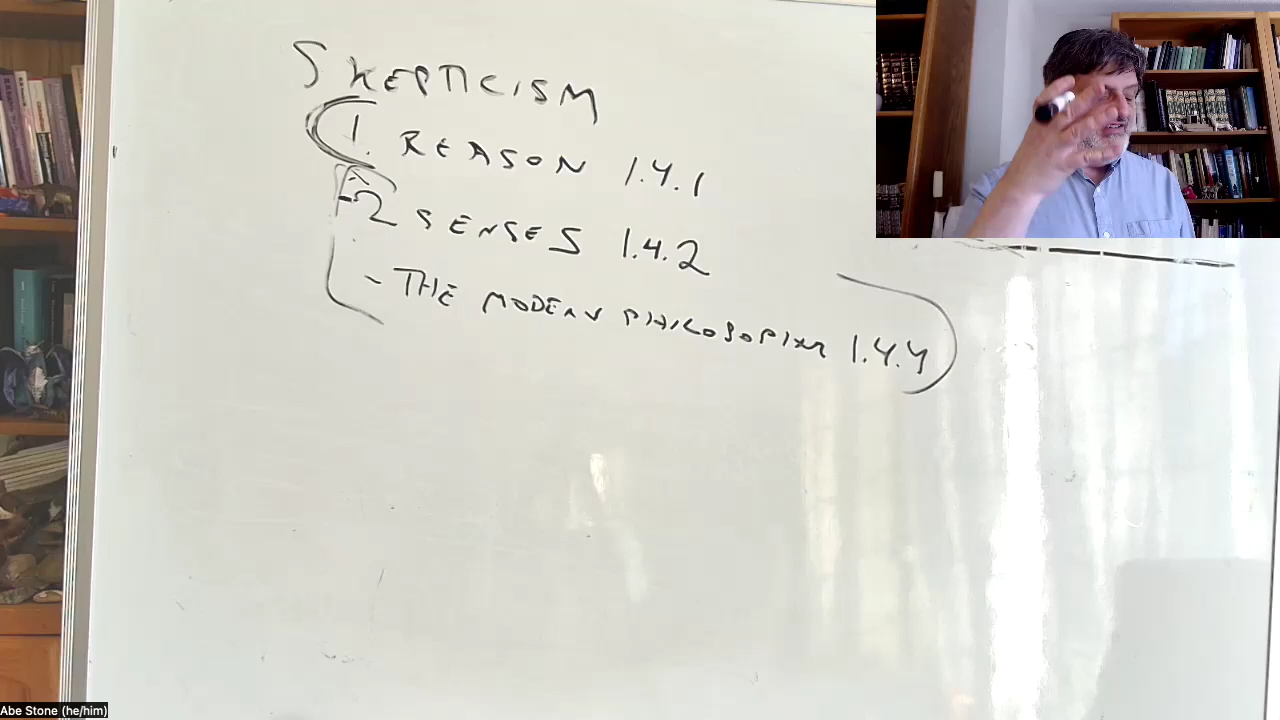 SKEPTICISM
1. REASON 1.4.1
-2 SENSES 1.4.2
- THE MODERN PHILOSOPHY 1.4.4
Abe Stone (he/him)